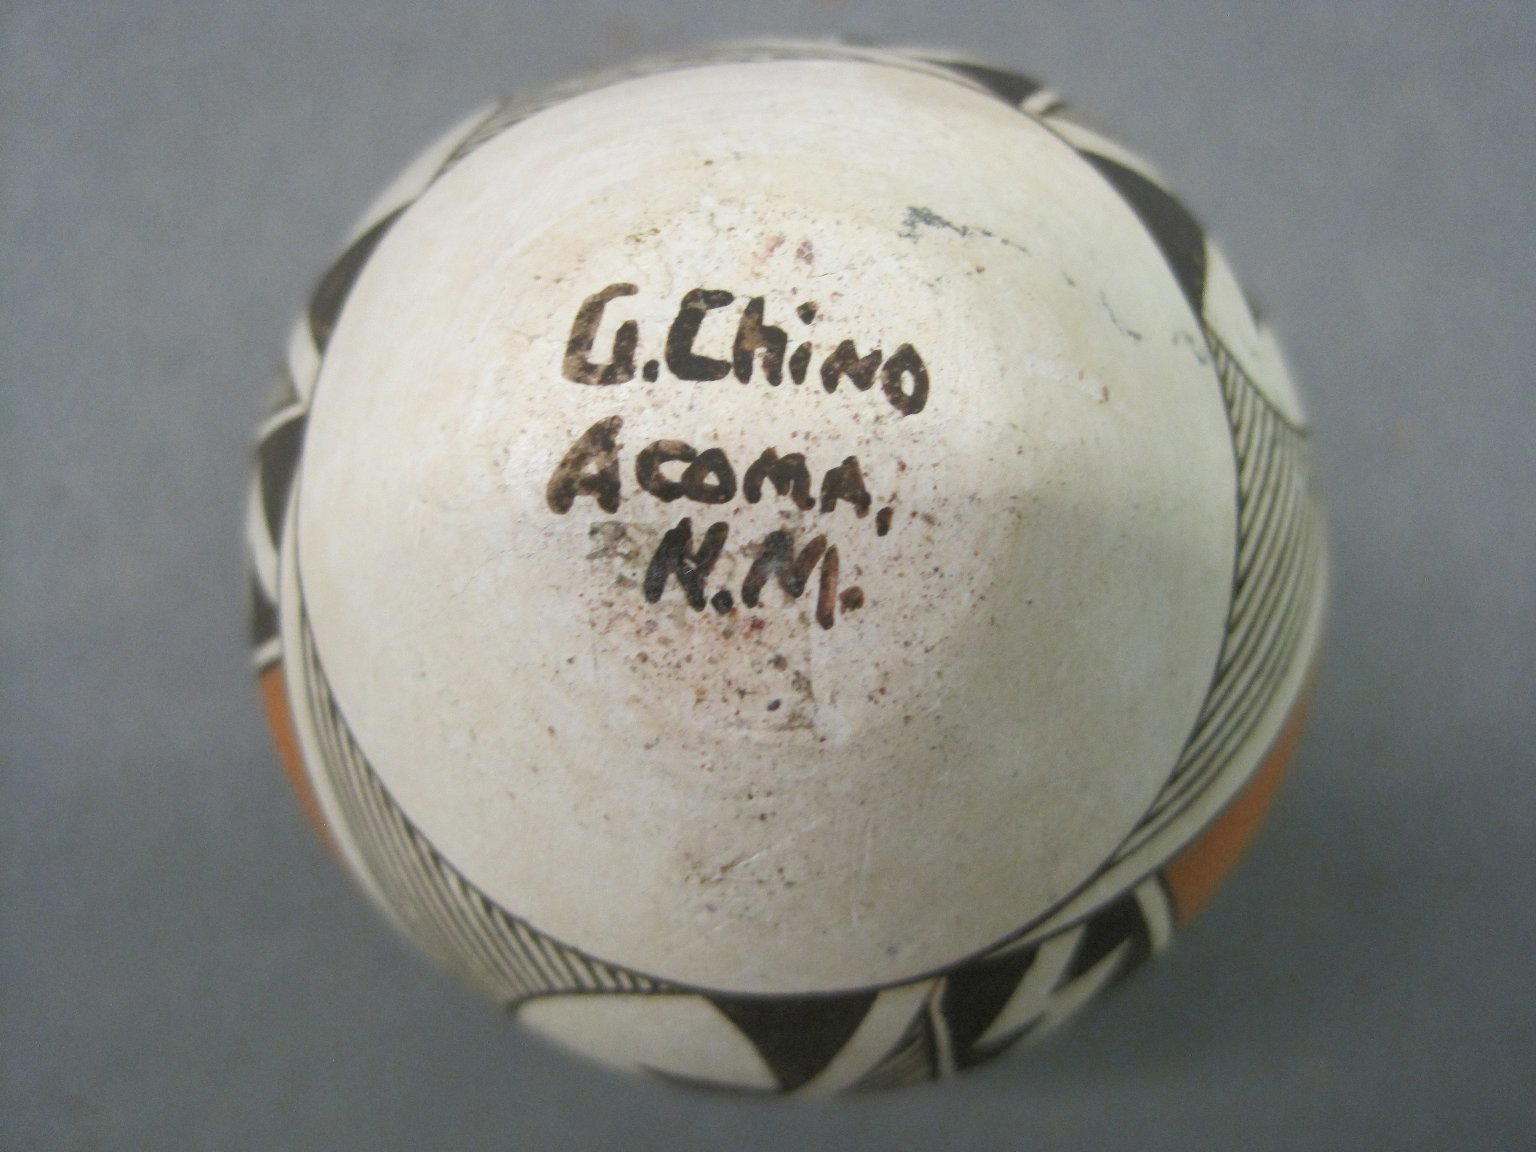 G. Chino
Acoma,
N.M.